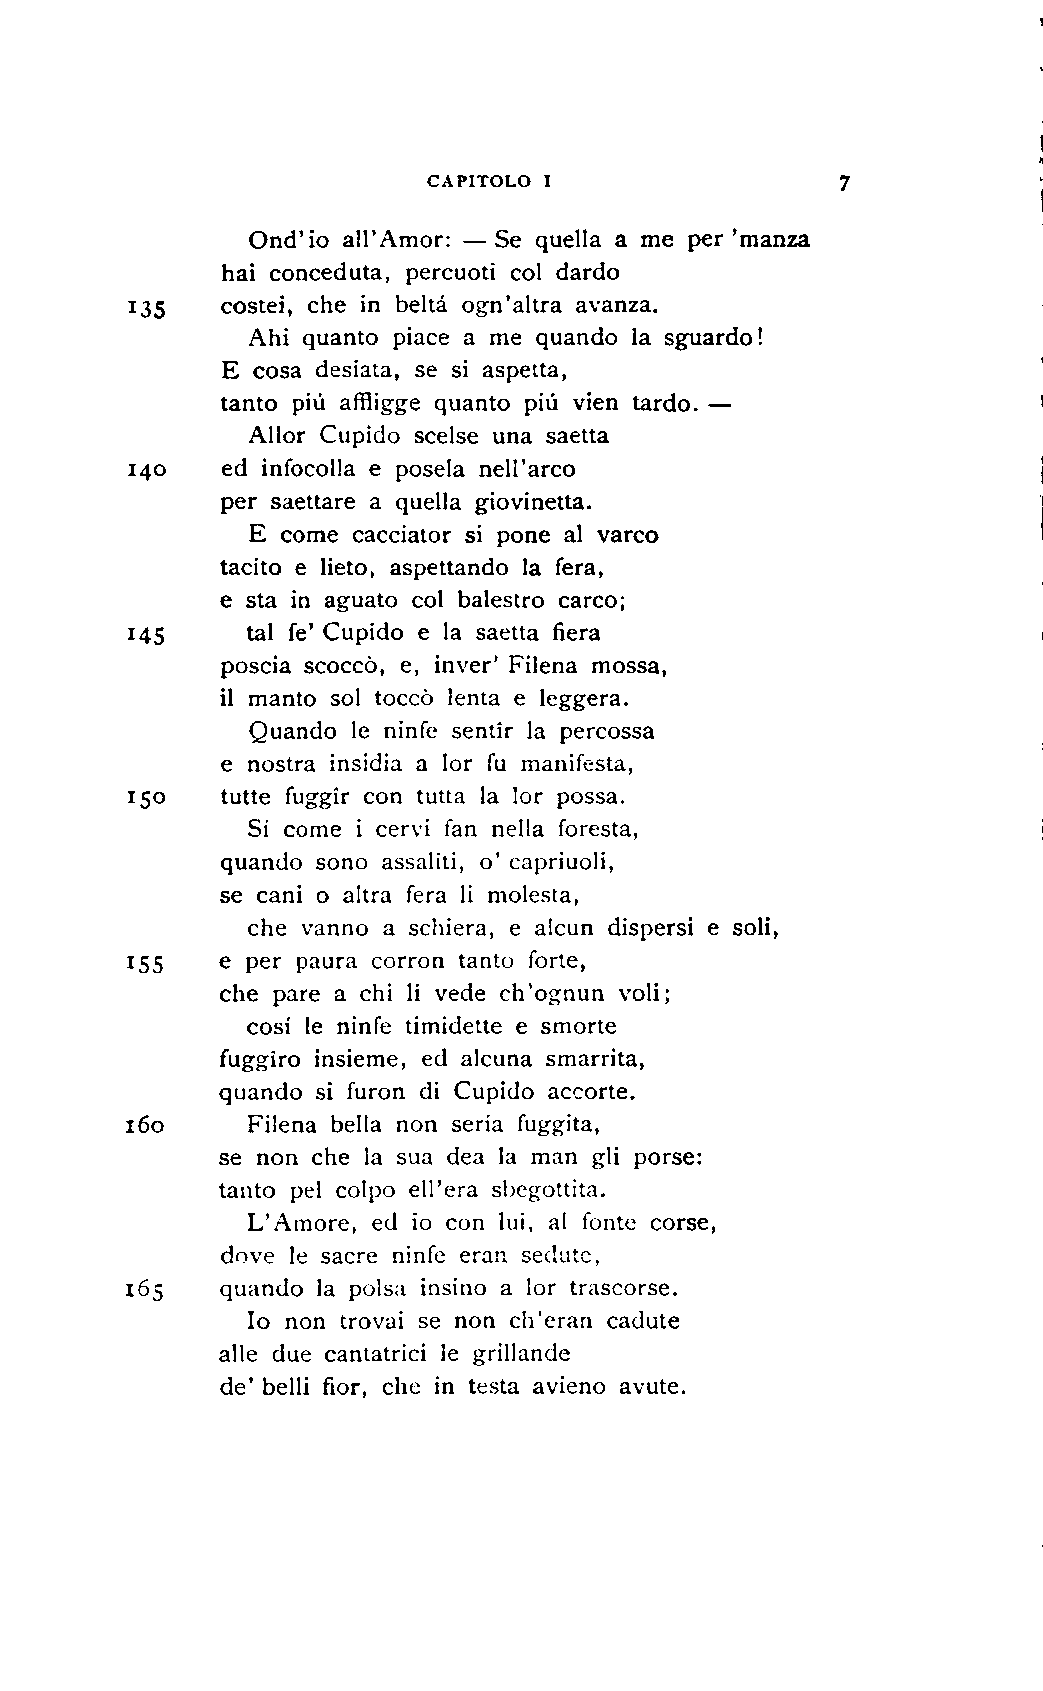 CAPITOLO I 7
Ond'io all'Amor: — Se quella a me per 'manza
hai conceduta, percuoti col dardo
135 costei, che in beltá ogn'altra avanza.
Ahi quanto piace a me quando la sguardo!
E cosa desiata, se si aspetta,
tanto piú affligge quanto piú vien tardo. —
Allor Cupido scelse una saetta
140 ed infocolla e posela nell'arco
per saettare a quella giovinetta.
E come cacciator si pone al varco
tacito e lieto, aspettando la fera,
e sta in aguato col balestro carco;
145 tal fe' Cupido e la saetta fiera
poscia scoccò, e, inver' Filena mossa,
il manto sol toccò lenta e leggera.
Quando le ninfe sentîr la percossa
e nostra insidia a lor fu manifesta,
150 tutte fuggîr con tutta la lor possa.
Sí come i cervi fan nella foresta,
quando sono assaliti, o' capriuoli,
se cani o altra fera li molesta,
che vanno a schiera, e alcun dispersi e soli,
155 e per paura corron tanto forte,
che pare a chi li vede ch'ognun voli;
cosí le ninfe timidette e smorte
fuggîro insieme, ed alcuna smarrita,
quando si furon di Cupido accorte.
160 Filena bella non seria fuggita,
se non che la sua dea la man gli porse:
tanto pel colpo ell'era sbegottita.
L'Amore, ed io con lui, al fonte corse,
dove le sacre ninfe eran sedute,
165 quando la polsa insino a lor trascorse.
Io non trovai se non ch'eran cadute
alle due cantatrici le grillande
de' belli fior, che in testa avieno avute.